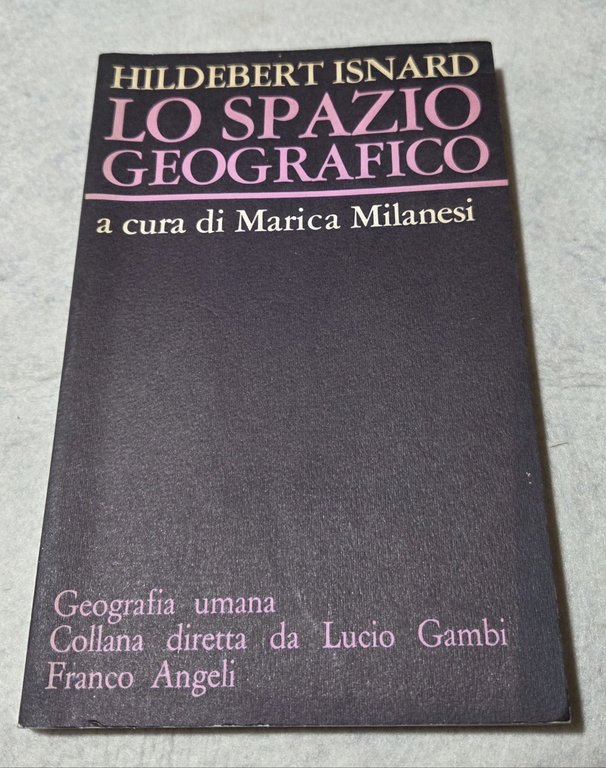 HILDEBERT ISNARD
LO SPAZIO
GEOGRAFICO
a cura di Marica Milanesi
Geografia umana
Collana diretta da Lucio Gambi
Franco Angeli